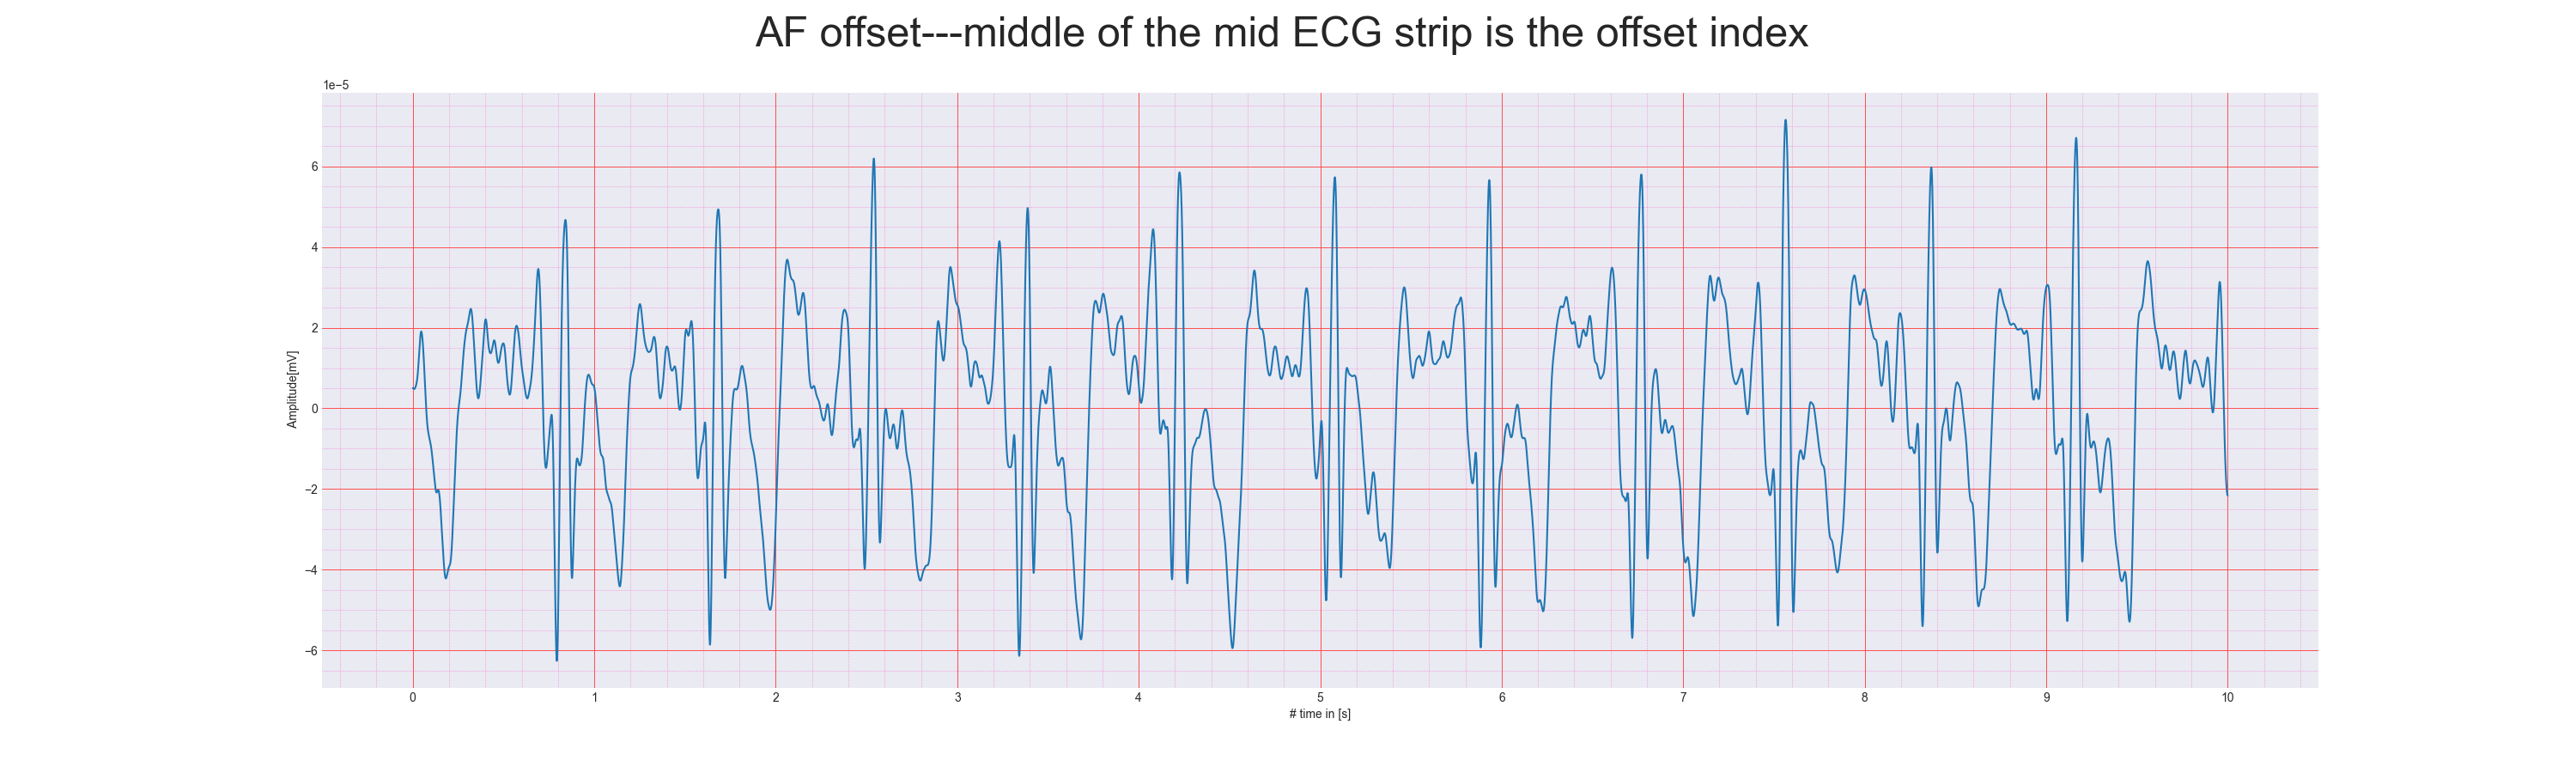 AF offset---middle of the mid ECG strip is the offset index
1e−5
6
4
2
0
−2
−4
−6
Amplitude[mV]
0 1 2 3 4 5 6 7 8 9 10
# time in [s]